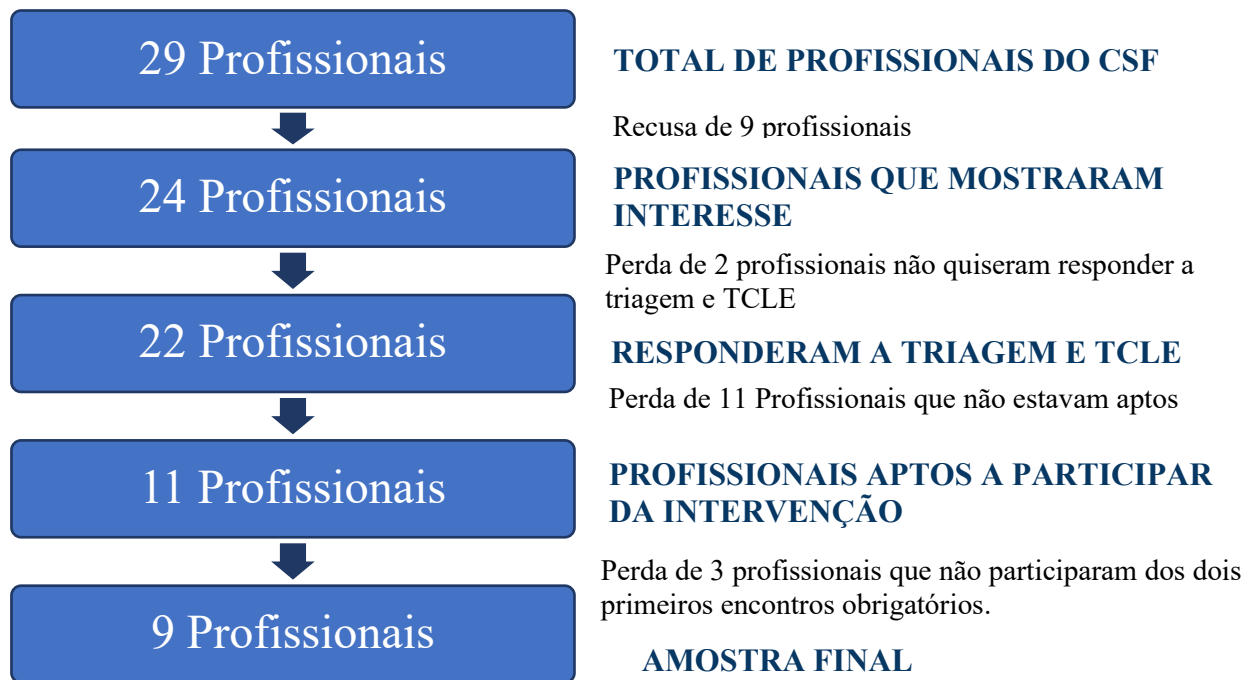 29 Profissionais
TOTAL DE PROFISSIONAIS DO CSF
Recusa de 9 profissionais
24 Profissionais
PROFISSIONAIS QUE MOSTRARAM
INTERESSE
Perda de 2 profissionais não quiseram responder a
triagem e TCLE
22 Profissionais
RESPONDERAM A TRIAGEM E TCLE
Perda de 11 Profissionais que não estavam aptos
11 Profissionais
PROFISSIONAIS APTOS A PARTICIPAR
DA INTERVENÇÃO
Perda de 3 profissionais que não participaram dos dois
primeiros encontros obrigatórios.
9 Profissionais
AMOSTRA FINAL